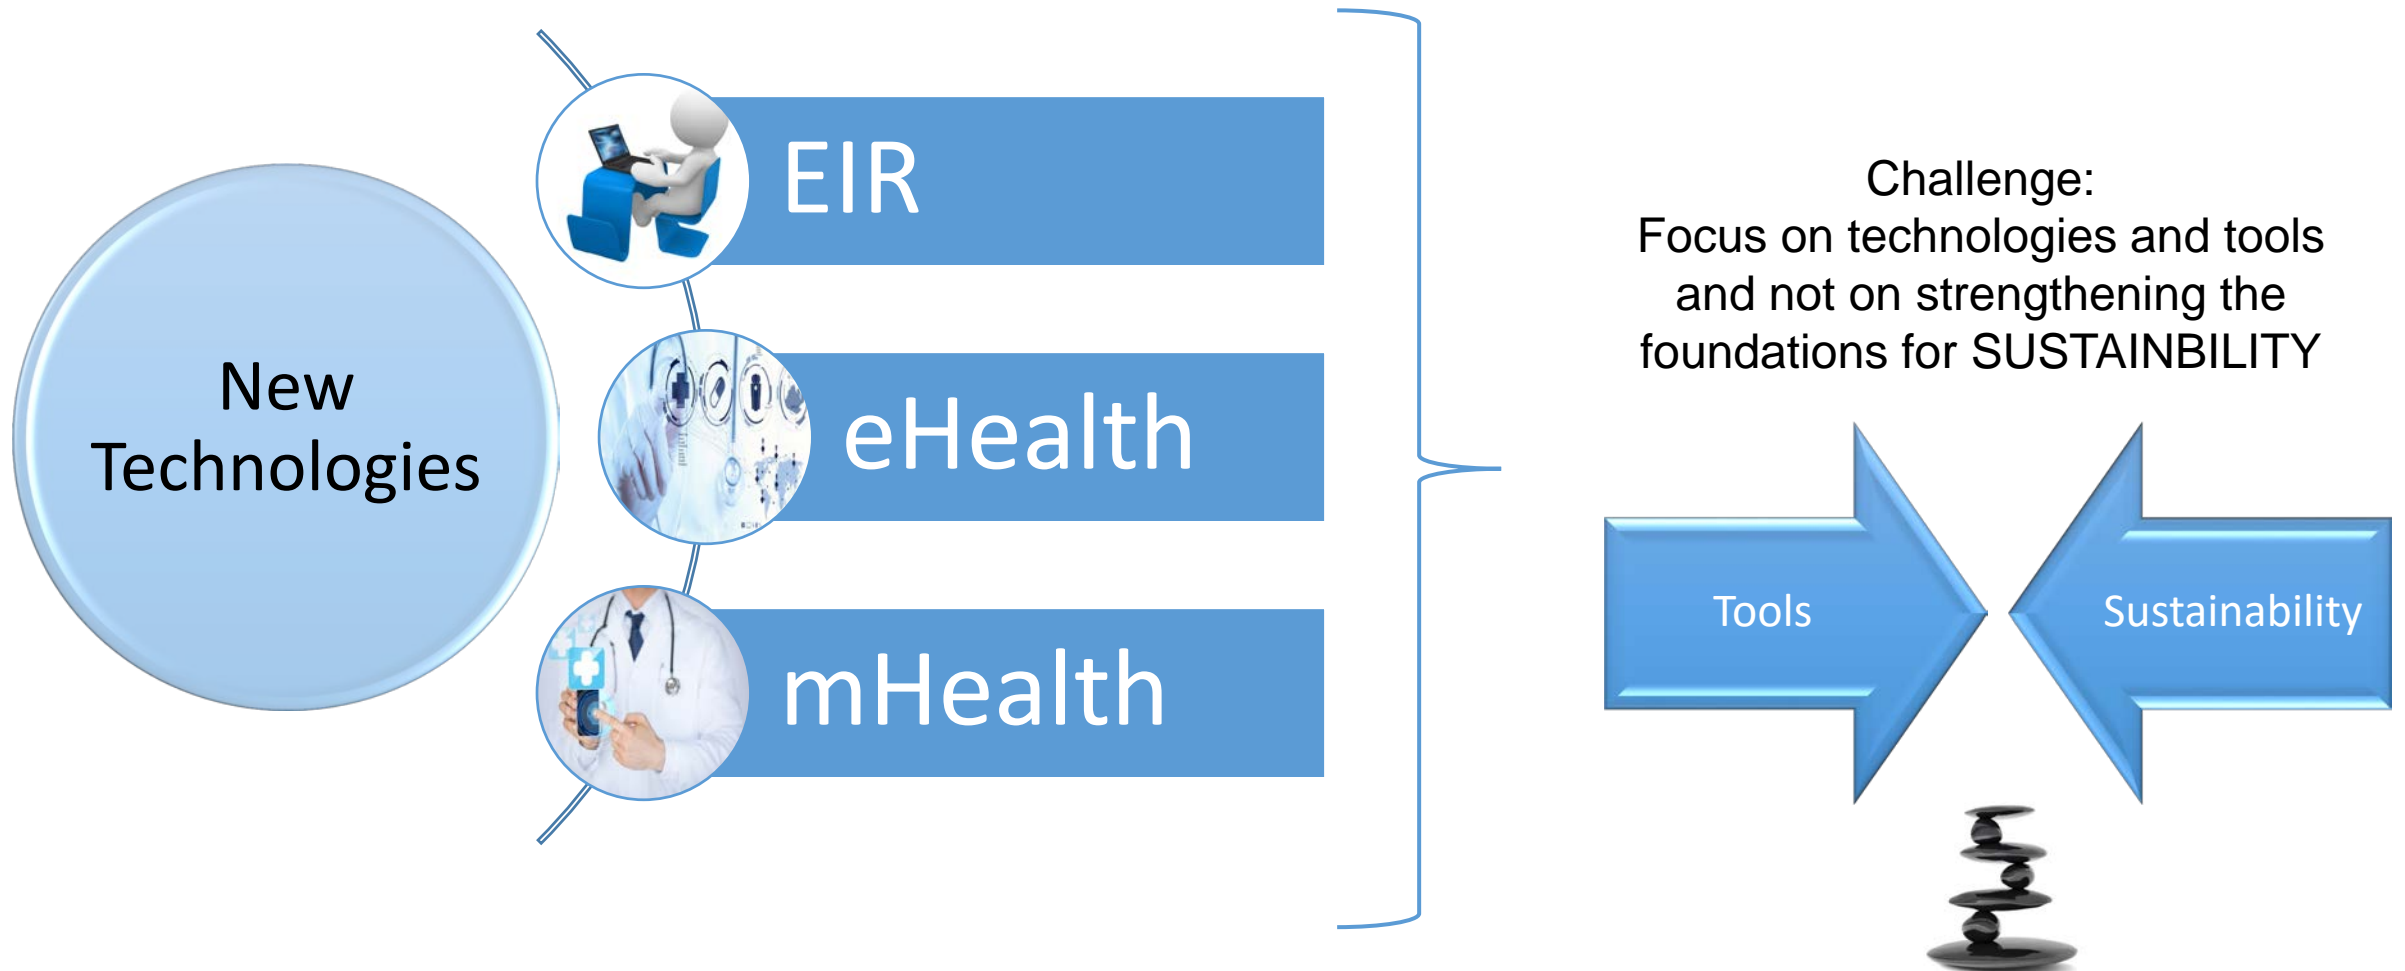 New
Technologies
EIR
eHealth
mHealth
Challenge:
Focus on technologies and tools
and not on strengthening the
foundations for SUSTAINBILITY
Tools
Sustainability